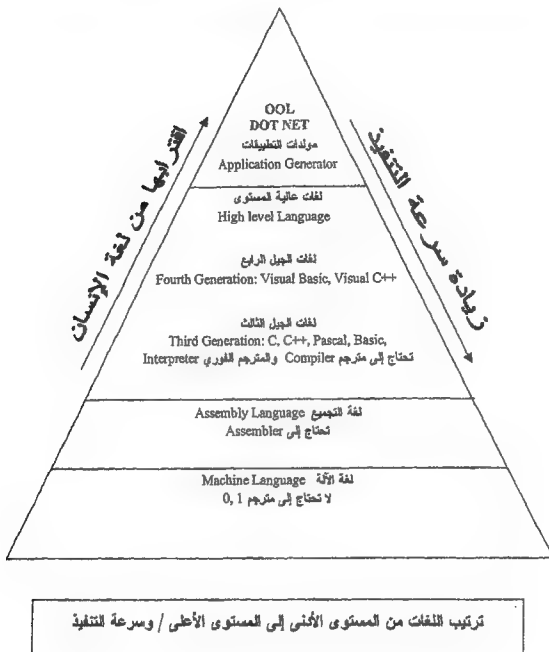 OOL
DOT NET
مولدات التطبيقات
Application Generator
اقترابها من لغة الإنسان
زيادة سرعة التنفيذ
لغات عالية المستوى
High level Language
لغات الجيل الرابع
Fourth Generation: Visual Basic, Visual C++
لغات الجيل الثالث
Third Generation: C, C++, Pascal, Basic,
تحتاج إلى مترجم Compiler والمترجم الفوري Interpreter
لغة التجميع Assembly Language
تحتاج إلى Assembler
لغة الآلة Machine Language
لا تحتاج إلى مترجم 0, 1
ترتيب اللغات من المستوى الأدنى إلى المستوى الأعلى / وسرعة التنفيذ